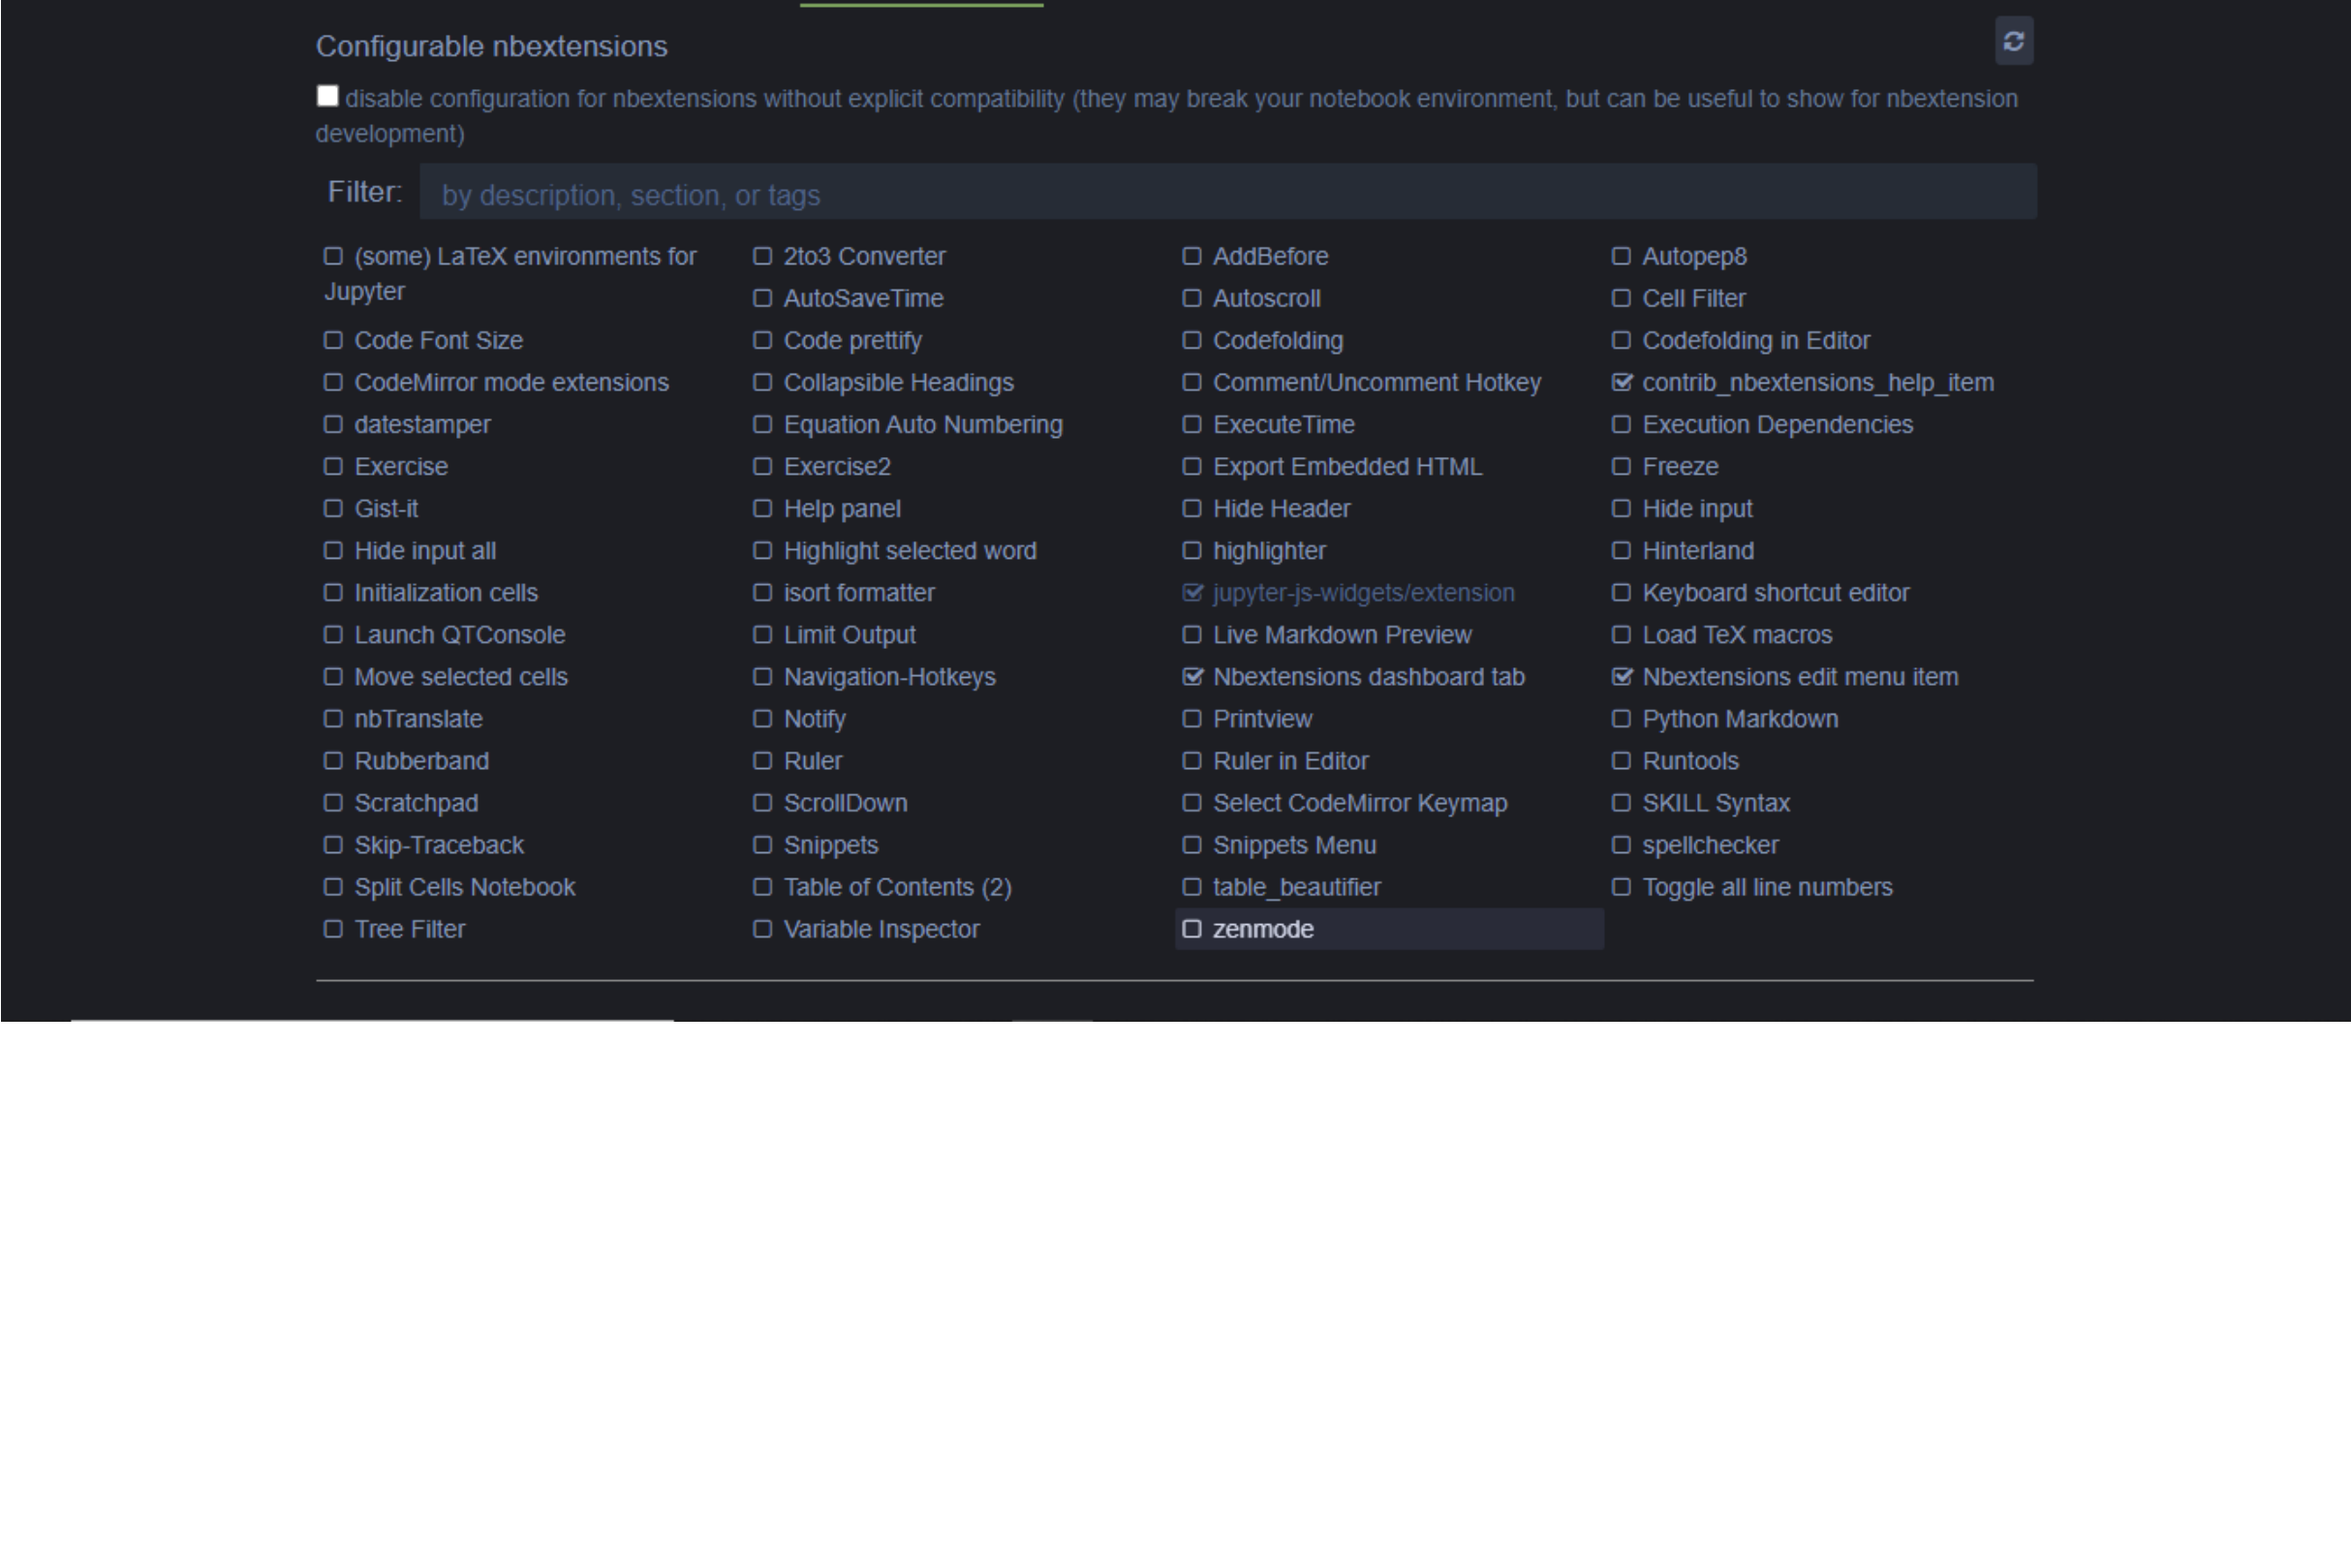 Configurable nbextensions
disable configuration for nbextensions without explicit compatibility (they may break your notebook environment, but can be useful to show for nbextension
development)
Filter: by description, section, or tags
(some) LaTeX environments for
Jupyter
2to3 Converter
AddBefore
Autopep8
AutoSaveTime
Autoscroll
Cell Filter
Code Font Size
Code prettify
Codefolding
Codefolding in Editor
CodeMirror mode extensions
Collapsible Headings
Comment/Uncomment Hotkey
contrib_nbextensions_help_item
datestamper
Equation Auto Numbering
ExecuteTime
Execution Dependencies
Exercise
Exercise2
Export Embedded HTML
Freeze
Gist-it
Help panel
Hide Header
Hide input
Hide input all
Highlight selected word
highlighter
Hinterland
Initialization cells
isort formatter
jupyter-js-widgets/extension
Keyboard shortcut editor
Launch QTConsole
Limit Output
Live Markdown Preview
Load TeX macros
Move selected cells
Navigation-Hotkeys
Nbextensions dashboard tab
Nbextensions edit menu item
nbTranslate
Notify
Printview
Python Markdown
Rubberband
Ruler
Ruler in Editor
Runtools
Scratchpad
ScrollDown
Select CodeMirror Keymap
SKILL Syntax
Skip-Traceback
Snippets
Snippets Menu
spellchecker
Split Cells Notebook
Table of Contents (2)
table_beautifier
Toggle all line numbers
Tree Filter
Variable Inspector
zenmode